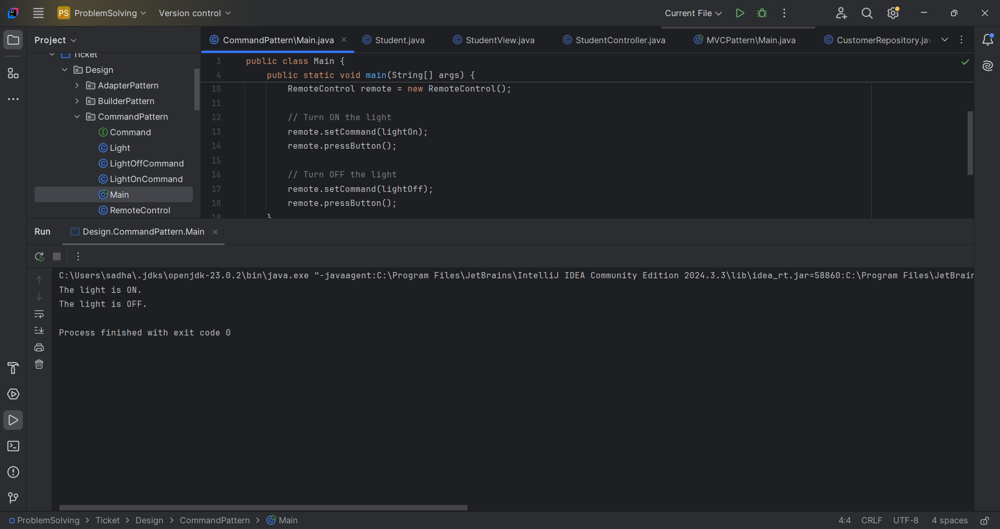 PS ProblemSolving Version control Current File
Project
Ticket
Design
AdapterPattern
BuilderPattern
CommandPattern
Command
Light
LightOffCommand
LightOnCommand
Main
RemoteControl
CommandPattern\Main.java Student.java StudentView.java StudentController.java MVCPattern\Main.java CustomerRepository.jav
3 public class Main {
4 public static void main(String[] args) {
10 RemoteControl remote = new RemoteControl();
11
12 // Turn ON the light
13 remote.setCommand(lightOn);
14 remote.pressButton();
15
16 // Turn OFF the light
17 remote.setCommand(lightOff);
18 remote.pressButton();
19 }
Run Design.CommandPattern.Main
C:\Users\sadha\.jdks\openjdk-23.0.2\bin\java.exe "-javaagent:C:\Program Files\JetBrains\IntelliJ IDEA Community Edition 2024.3.3\lib\idea_rt.jar=58860:C:\Program Files\JetBrain
The light is ON.
The light is OFF.
Process finished with exit code 0
ProblemSolving > Ticket > Design > CommandPattern > Main 4:4 CRLF UTF-8 4 spaces